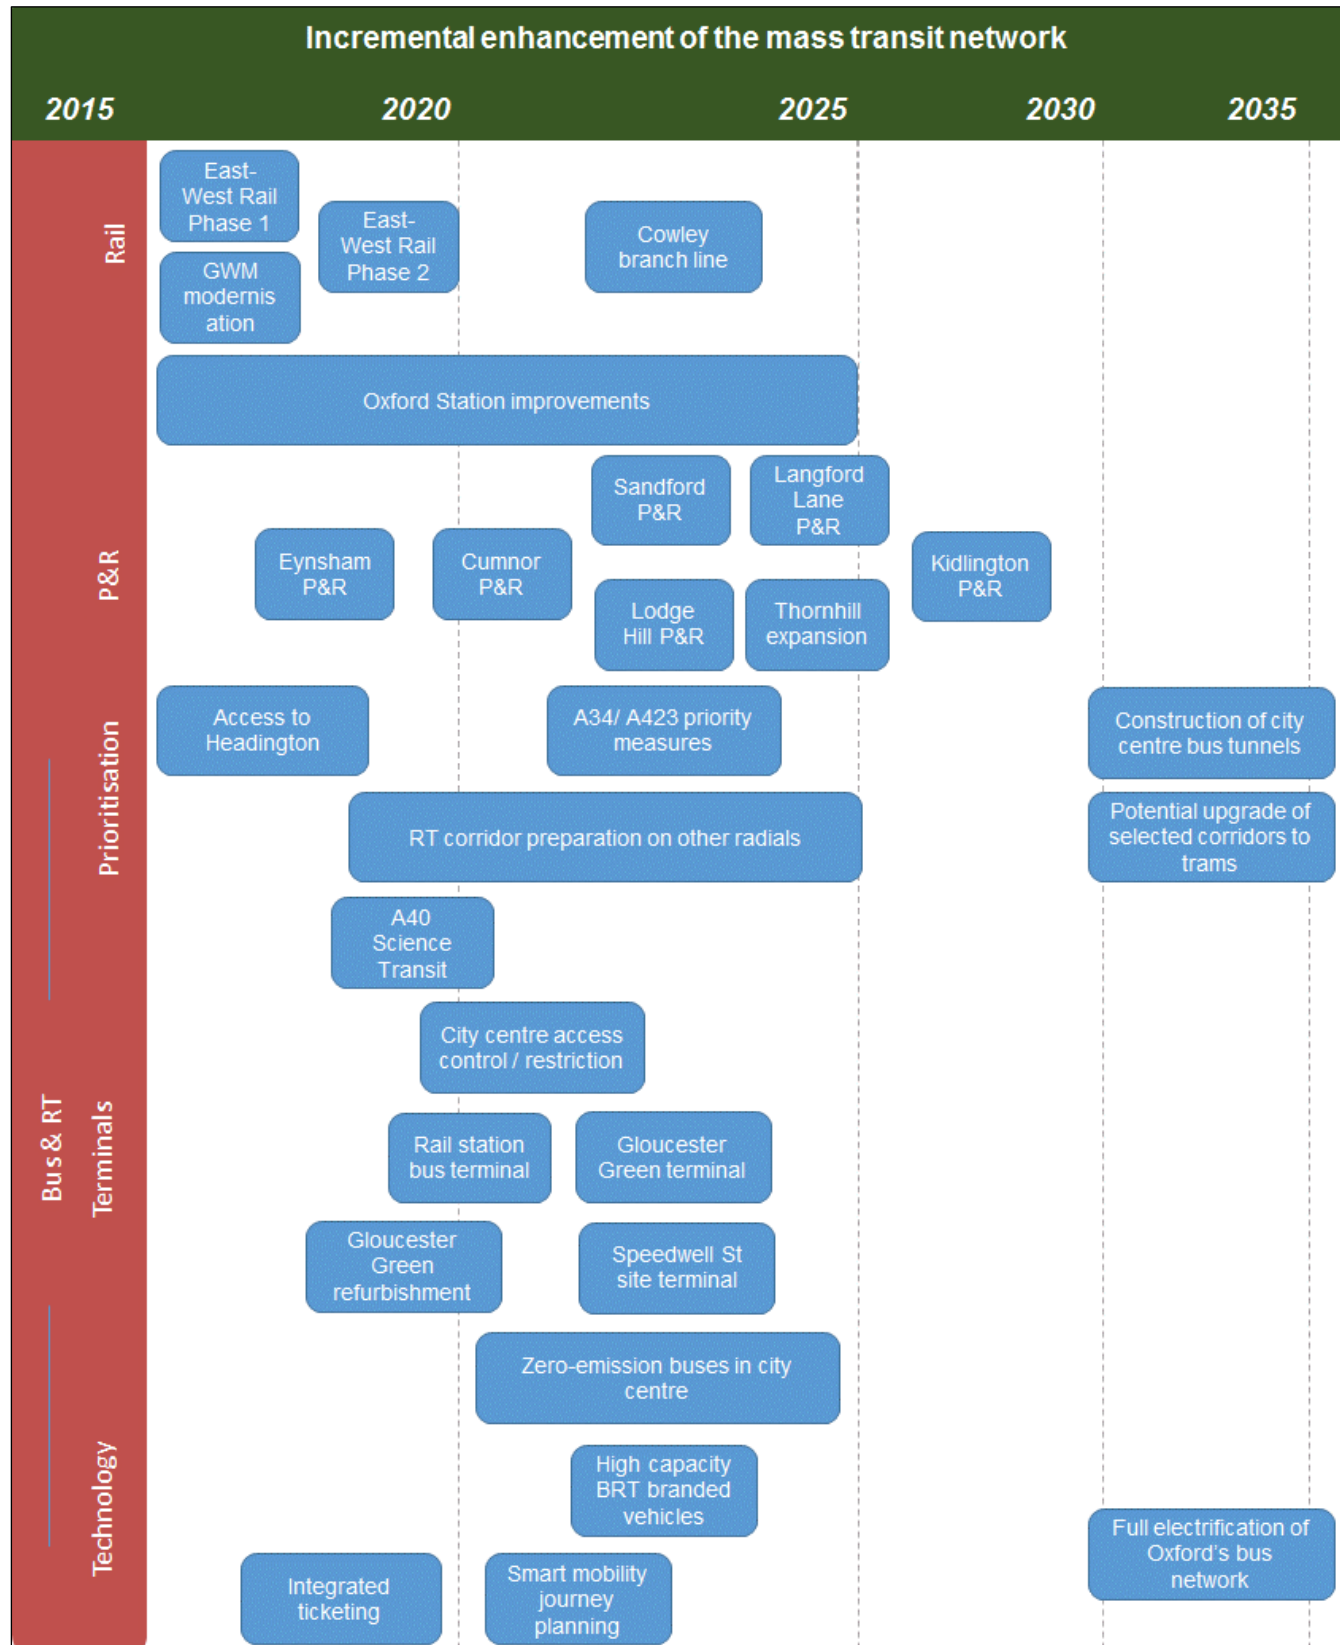 Incremental enhancement of the mass transit network
2015 2020 2025 2030 2035
Rail
East-
West Rail
Phase 1
East-
West Rail
Phase 2
Cowley
branch line
GWM
modernis
ation
Oxford Station improvements
P&R
Sandford
P&R
Langford
Lane
P&R
Eynsham
P&R
Cumnor
P&R
Kidlington
P&R
Lodge
Hill P&R
Thornhill
expansion
Bus & RT
Prioritisation
Access to
Headington
A34/ A423 priority
measures
Construction of city
centre bus tunnels
RT corridor preparation on other radials
Potential upgrade of
selected corridors to
trams
A40
Science
Transit
City centre access
control / restriction
Terminals
Rail station
bus terminal
Gloucester
Green terminal
Gloucester
Green
refurbishment
Speedwell St
site terminal
Zero-emission buses in city
centre
Technology
High capacity
BRT branded
vehicles
Full electrification of
Oxford's bus
network
Integrated
ticketing
Smart mobility
journey
planning